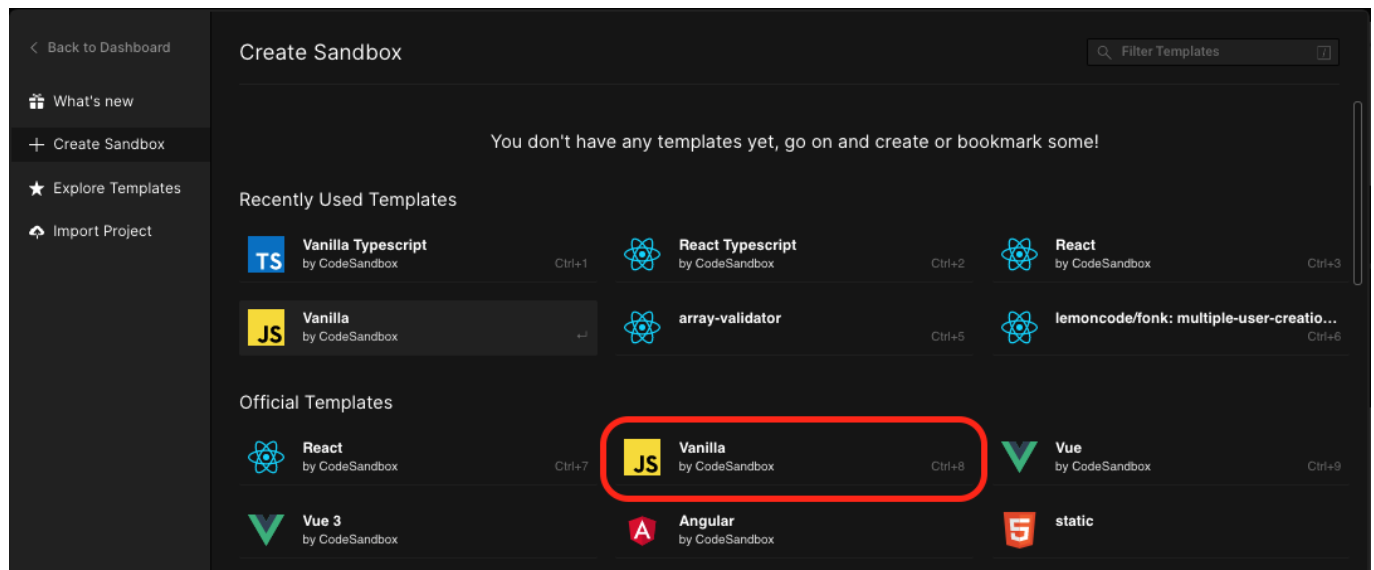 Back to Dashboard
What's new
Create Sandbox
Explore Templates
Import Project
Create Sandbox
Filter Templates
You don't have any templates yet, go on and create or bookmark some!
Recently Used Templates
TS
Vanilla Typescript
by CodeSandbox
Ctrl+1
React Typescript
by CodeSandbox
Ctrl+2
React
by CodeSandbox
Ctrl+3
JS
Vanilla
by CodeSandbox
array-validator
Ctrl+5
lemoncode/fonk: multiple-user-creatio...
Ctrl+6
Official Templates
React
by CodeSandbox
Ctrl+7
JS
Vanilla
by CodeSandbox
Ctrl+8
Vue
by CodeSandbox
Ctrl+9
Vue 3
by CodeSandbox
A
Angular
by CodeSandbox
5
static